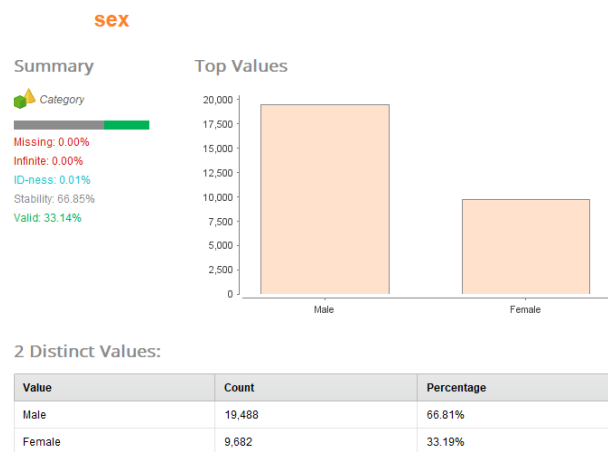 sex
Summary
Top Values
Category
Missing: 0.00%
Infinite: 0.00%
ID-ness: 0.01%
Stability: 66.85%
Valid: 33.14%
20,000
17,500
15,000
12,500
10,000
7,500
5,000
2,500
0
Male Female
2 Distinct Values:
Value Count Percentage
Male 19,488 66.81%
Female 9,682 33.19%